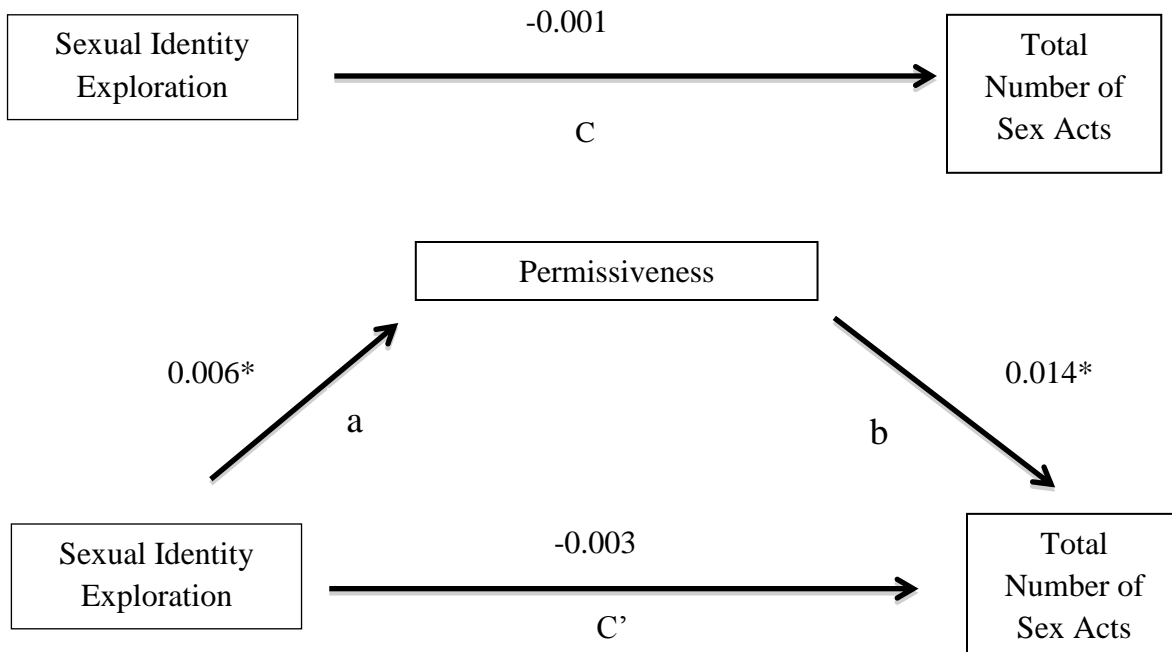 -0.001
Sexual Identity
Exploration
Total
Number of
Sex Acts
C
Permissiveness
0.006*
0.014*
a
b
Sexual Identity
Exploration
-0.003
Total
Number of
Sex Acts
C’